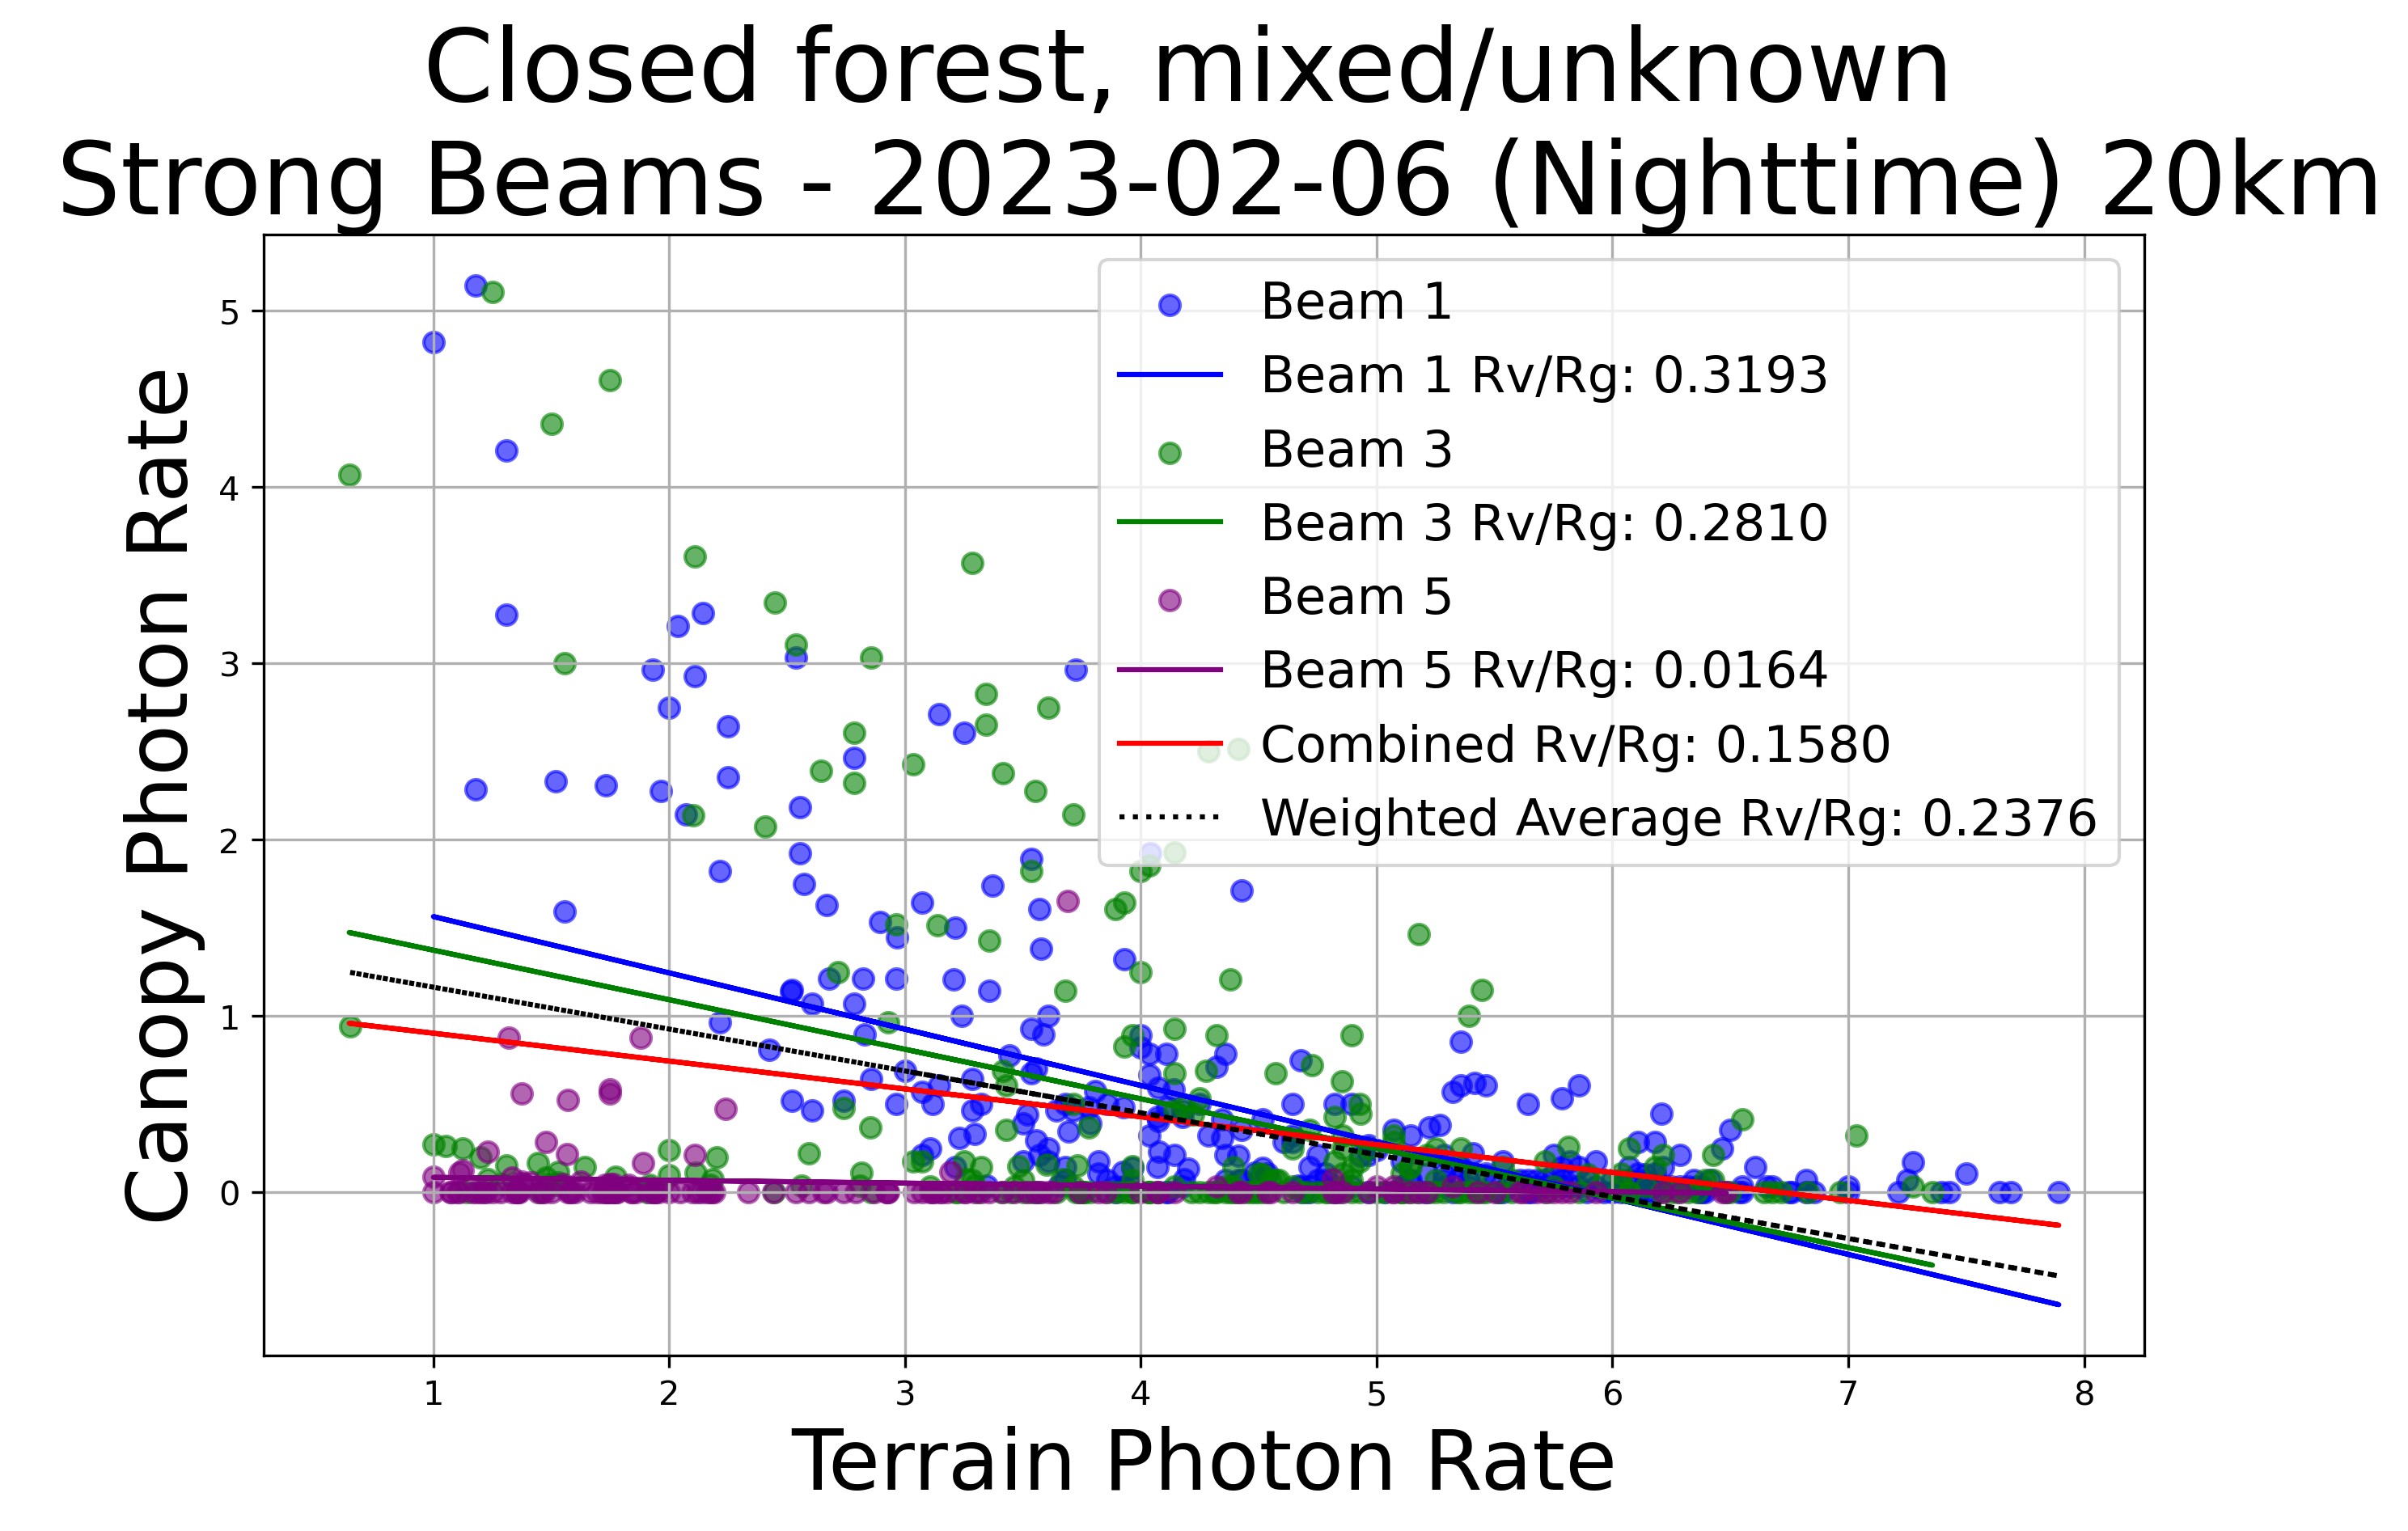 Closed forest, mixed/unknown
Strong Beams - 2023-02-06 (Nighttime) 20km
Canopy Photon Rate
5
4
3
2
1
0
Beam 1
Beam 1 Rv/Rg: 0.3193
Beam 3
Beam 3 Rv/Rg: 0.2810
Beam 5
Beam 5 Rv/Rg: 0.0164
Combined Rv/Rg: 0.1580
Weighted Average Rv/Rg: 0.2376
1 2 3 4 5 6 7 8
Terrain Photon Rate